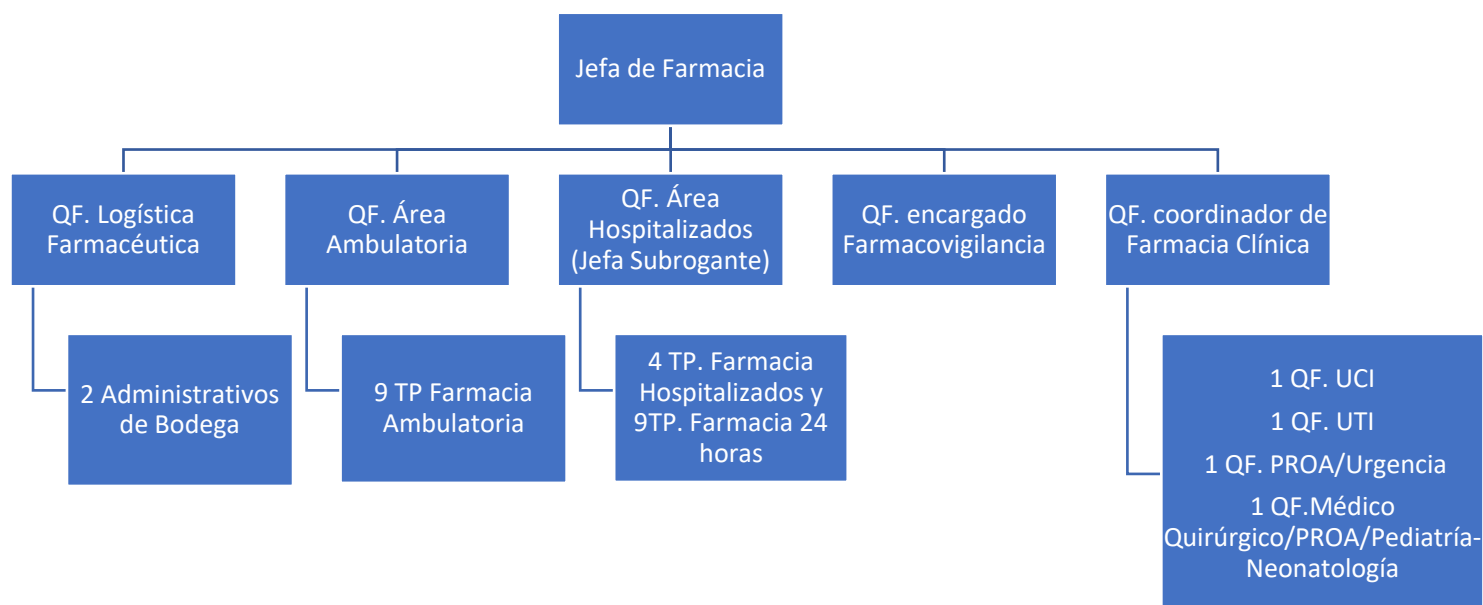 Jefa de Farmacia
QF. Logística
Farmacéutica
QF. Área
Ambulatoria
QF. Área
Hospitalizados
(Jefa Subrogante)
QF. encargado
Farmacovigilancia
QF. coordinador de
Farmacia Clínica
2 Administrativos
de Bodega
9 TP Farmacia
Ambulatoria
4 TP. Farmacia
Hospitalizados y
9TP. Farmacia 24
horas
1 QF. UCI
1 QF. UTI
1 QF. PROA/Urgencia
1 QF.Médico
Quirúrgico/PROA/Pediatría-
Neonatología